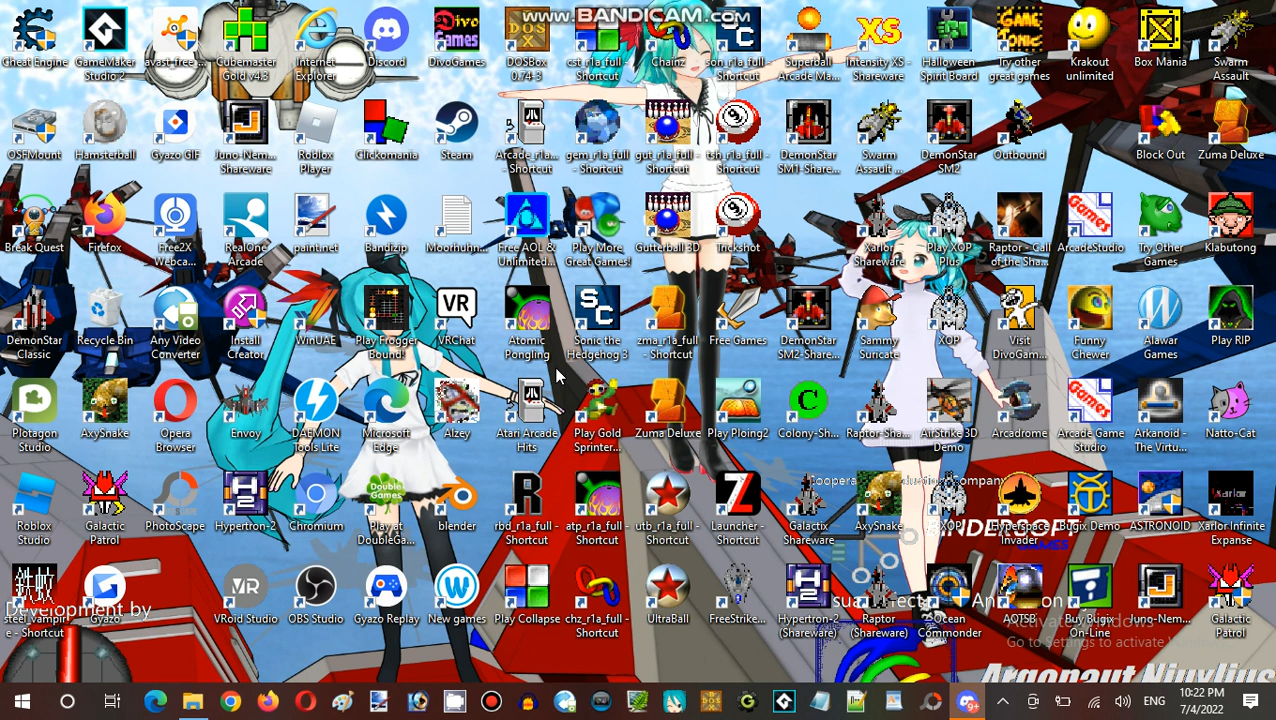 www.BANDICAM.com
Cheat Engine
GameMaker
Studio 2
avast_free_...
Cubemaster
Gold v4.3
Internet
Explorer
Discord
DivoGames
DOSBox
0.74-3
cst_r1a_full -
Shortcut
Chainz
son_r1a_full -
Shortcut
Superball
Arcade Ma...
Intensity XS -
Shareware
Halloween
Spirit Board
Try other
great games
Krakout
unlimited
Box Mania
Swarm
Assault
OSFMount
Hamsterball
Gyazo GIF
Juno-Nem...
Shareware
Roblox
Player
Clickomania
Steam
Arcade_r1a...
- Shortcut
gem_r1a_full
- Shortcut
gut_r1a_full -
Shortcut
tsh_r1a_full -
Shortcut
DemonStar
SM1-Share...
Swarm
Assault ...
DemonStar
SM2
Outbound
Block Out
Zuma Deluxe
Break Quest
Firefox
Free2X
Webca...
RealOne
Arcade
paint.net
Bandizip
Moorhuhn...
Free AOL &
Unlimited...
Play More
Great Games!
Gutterball 3D
Trickshot
Xarlor
Shareware
Play XOP
Plus
Raptor - Call
of the Sha...
ArcadeStudio
Try Other
Games
Klabutong
DemonStar
Classic
Recycle Bin
Any Video
Converter
Install
Creator
WinUAE
Play Frogger
Bound!
VRChat
Atomic
Pongling
Sonic the
Hedgehog 3
zma_r1a_full
- Shortcut
Free Games
DemonStar
SM2-Share...
Sammy
Suricate
XOP
Visit
DivoGam...
Funny
Chewer
Alawar
Games
Play RIP
Plotagon
Studio
AxySnake
Opera
Browser
Envoy
DAEMON
Tools Lite
Microsoft
Edge
Alzey
Atari Arcade
Hits
Play Gold
Sprinter...
Zuma Deluxe
Play Ploing2
Colony-Sh...
Raptor-Sha...
AirStrike 3D
Demo
Arcadrome
Arcade Game
Studio
Arkanoid -
The Virtu...
Natto-Cat
Roblox
Studio
Galactic
Patrol
PhotoScape
Hypertron-2
Chromium
Play at
DoubleGa...
blender
rbd_r1a_full -
Shortcut
atp_r1a_full -
Shortcut
utb_r1a_full -
Shortcut
Launcher -
Shortcut
Galactix
Shareware
AxySnake
XOP
Hyperspace
Invader
Bugix Demo
ASTRONOID
Xarlor Infinite
Expanse
steel_vampir
e - Shortcut
Gyazo
VRoid Studio
OBS Studio
Gyazo Replay
New games
Play Collapse
chz_r1a_full -
Shortcut
UltraBall
FreeStrike...
Hypertron-2
(Shareware)
Raptor
(Shareware)
Ocean
Commander
AOTSB
Buy Bugix
On-Line
Juno-Nem...
Galactic
Patrol
Development by
Activate Windows
Go to Settings to activate Windows.
ENG
10:22 PM
7/4/2022